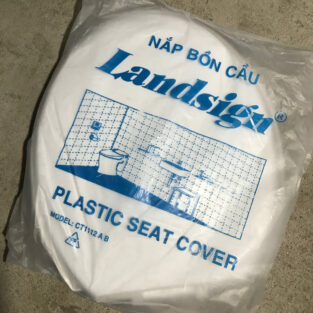 NẮP BỒN CẦU
Landsign®
PLASTIC SEAT COVER
MODEL: CT1112 A B